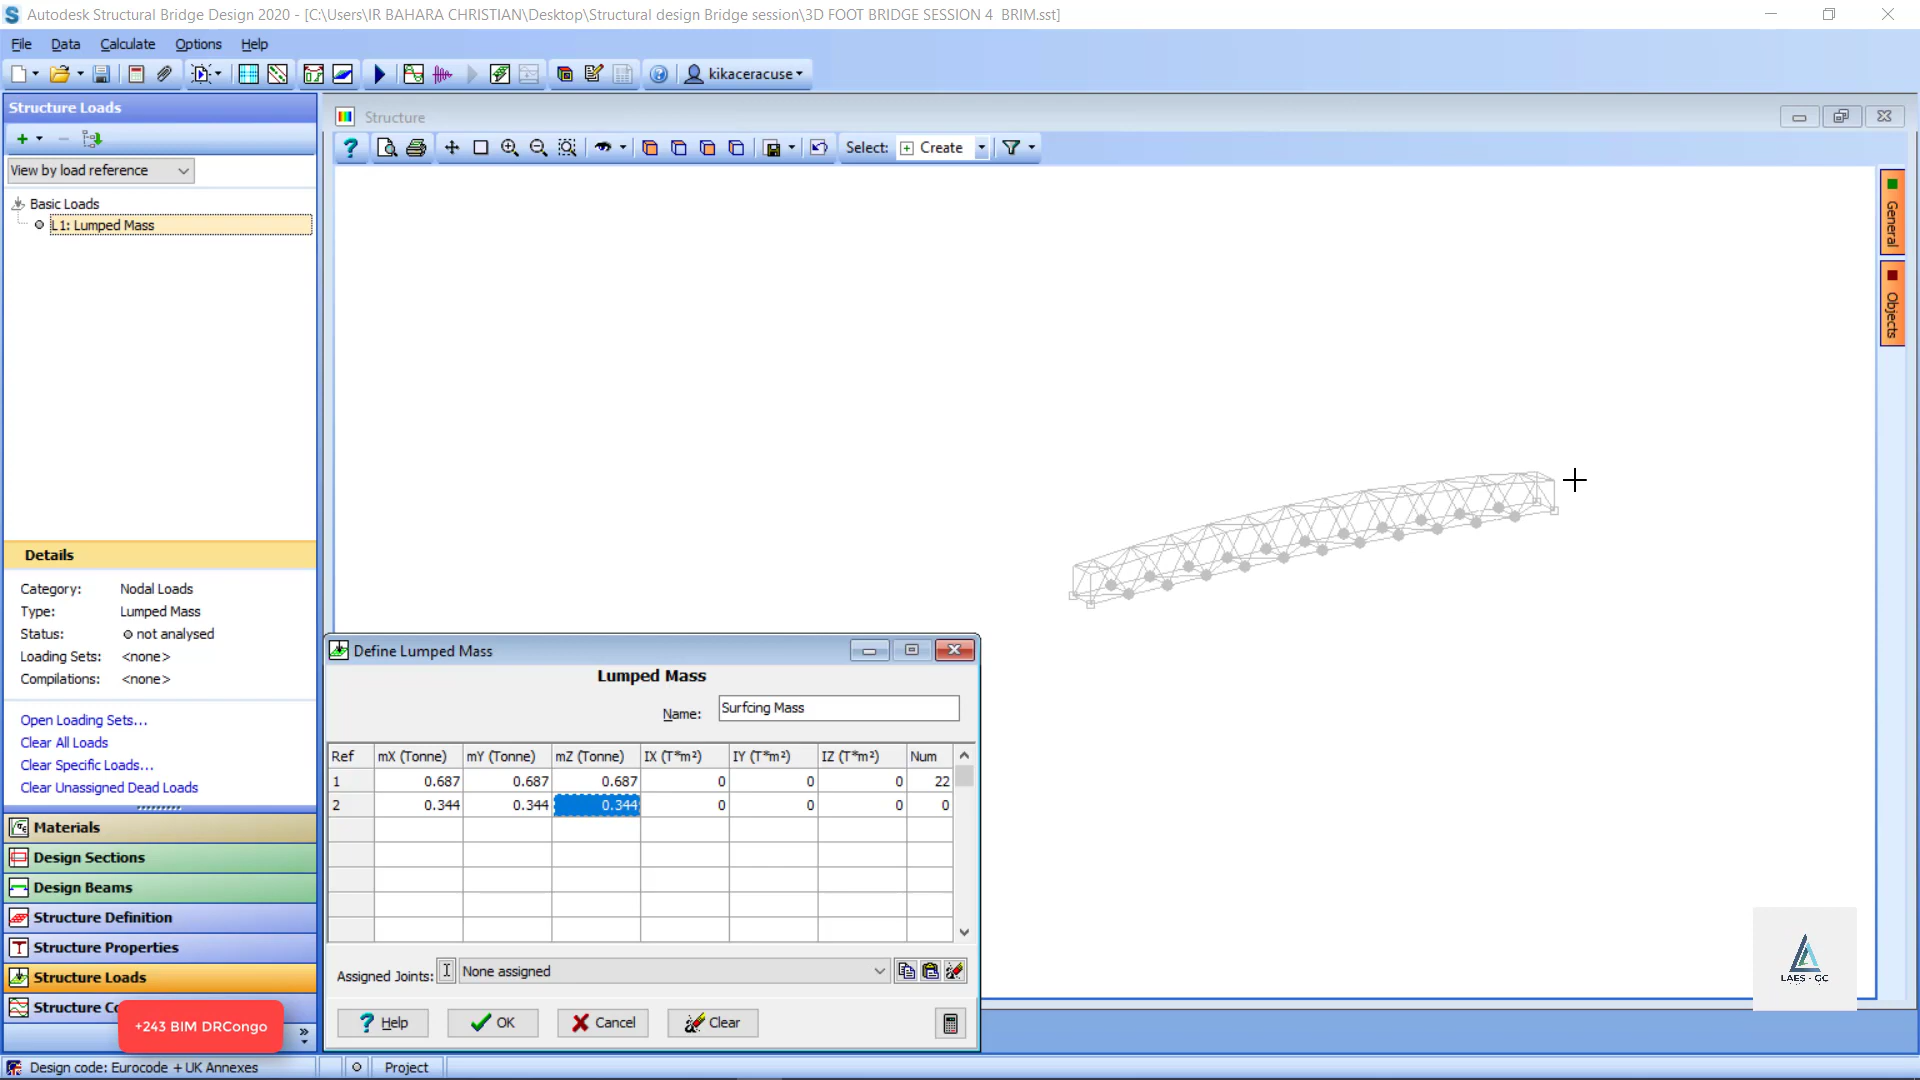 Autodesk Structural Bridge Design 2020 - [C:\Users\IR BAHARA CHRISTIAN\Desktop\Structural design Bridge session\3D FOOT BRIDGE SESSION 4  BRIM.sst]
File Data Calculate Options Help
kikaceracuse
Structure Loads
Structure
View by load reference
Select: Create
Basic Loads
L1: Lumped Mass
General
Objects
Details
Category: Nodal Loads
Type: Lumped Mass
Status: not analysed
Loading Sets: <none>
Compilations: <none>
Open Loading Sets...
Clear All Loads
Clear Specific Loads...
Clear Unassigned Dead Loads
Materials
Design Sections
Design Beams
Structure Definition
Structure Properties
Structure Loads
Structure Co
+243 BIM DRCongo
Define Lumped Mass
Lumped Mass
Name: Surfcing Mass
Ref mX (Tonne) mY (Tonne) mZ (Tonne) IX (T*m²) IY (T*m²) IZ (T*m²) Num
1 0.687 0.687 0.687 0 0 0 22
2 0.344 0.344 0.344 0 0 0 0
Assigned Joints: None assigned
Help OK Cancel Clear
LAES - GC
Design code: Eurocode + UK Annexes Project